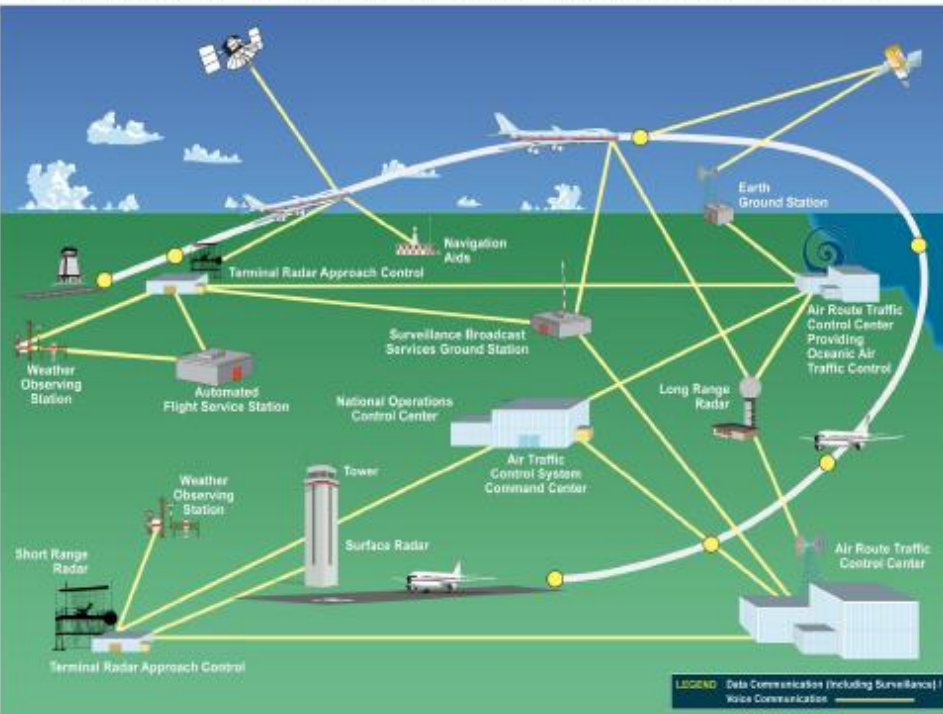 Earth
Ground Station
Navigation
Aids
Terminal Radar Approach Control
Air Route Traffic
Control Center
Providing
Oceanic Air
Traffic Control
Surveillance Broadcast
Services Ground Station
Weather
Observing
Station
Automated
Flight Service Station
National Operations
Control Center
Long Range
Radar
Air Traffic
Control System
Command Center
Tower
Weather
Observing
Station
Surface Radar
Short Range
Radar
Air Route Traffic
Control Center
Terminal Radar Approach Control
LEGEND Data Communication (Including Surveillance) /
Voice Communication